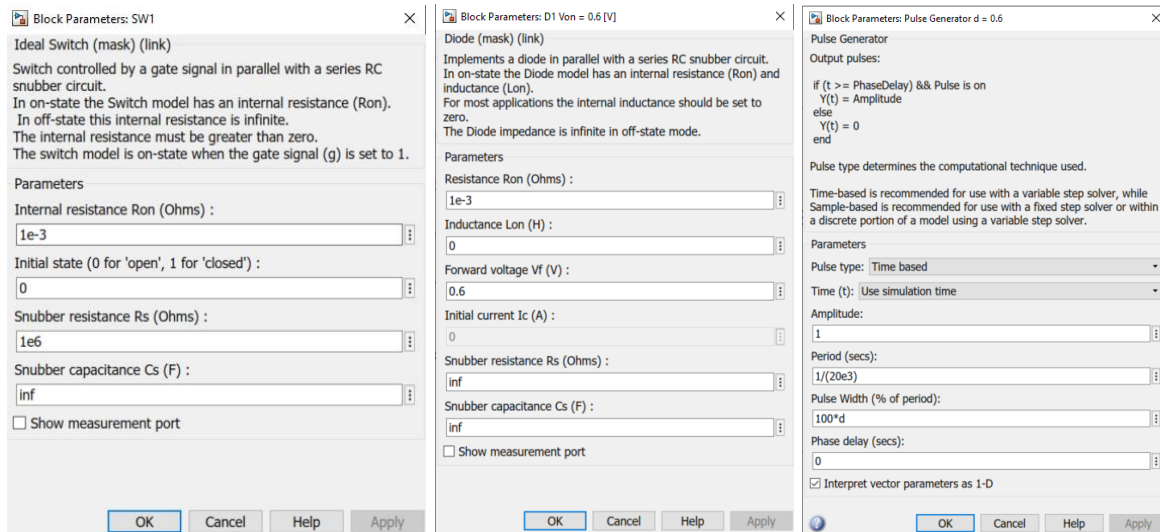 Block Parameters: SW1
Ideal Switch (mask) (link)
Switch controlled by a gate signal in parallel with a series RC
snubber circuit.
In on-state the Switch model has an internal resistance (Ron).
In off-state this internal resistance is infinite.
The internal resistance must be greater than zero.
The switch model is on-state when the gate signal (g) is set to 1.
Parameters
Internal resistance Ron (Ohms) :
1e-3
Initial state (0 for 'open', 1 for 'closed') :
0
Snubber resistance Rs (Ohms) :
1e6
Snubber capacitance Cs (F) :
inf
Show measurement port
OK Cancel Help Apply
Block Parameters: D1 Von = 0.6 [V]
Diode (mask) (link)
Implements a diode in parallel with a series RC snubber circuit.
In on-state the Diode model has an internal resistance (Ron) and
inductance (Lon).
For most applications the internal inductance should be set to
zero.
The Diode impedance is infinite in off-state mode.
Parameters
Resistance Ron (Ohms) :
1e-3
Inductance Lon (H) :
0
Forward voltage Vf (V) :
0.6
Initial current Ic (A) :
0
Snubber resistance Rs (Ohms) :
inf
Snubber capacitance Cs (F) :
inf
Show measurement port
OK Cancel Help Apply
Block Parameters: Pulse Generator d = 0.6
Pulse Generator
Output pulses:
if (t >= PhaseDelay) && Pulse is on
Y(t) = Amplitude
else
Y(t) = 0
end
Pulse type determines the computational technique used.
Time-based is recommended for use with a variable step solver, while
Sample-based is recommended for use with a fixed step solver or within
a discrete portion of a model using a variable step solver.
Parameters
Pulse type: Time based
Time (t): Use simulation time
Amplitude:
1
Period (secs):
1/(20e3)
Pulse Width (% of period):
100*d
Phase delay (secs):
0
Interpret vector parameters as 1-D
OK Cancel Help Apply